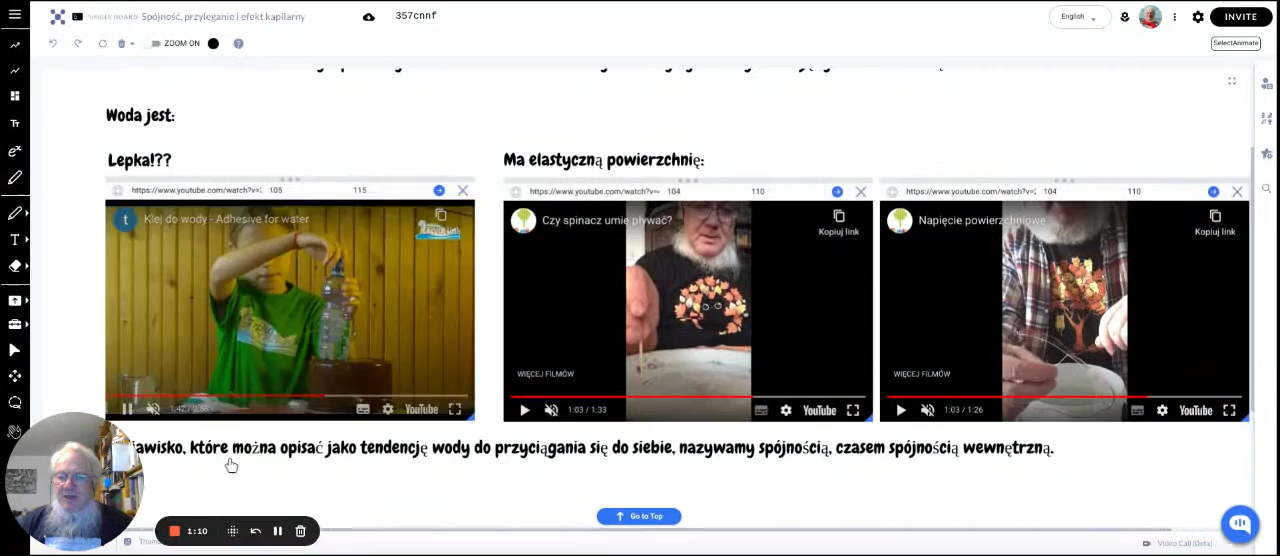 SINGLE BOARD Spójność, przyleganie i efekt kapilarny
357cnnf
English
INVITE
ZOOM ON
SelectAnimate
Woda jest:
Lepka!??
Ma elastyczną powierzchnię:
https://www.youtube.com/watch?v= 105 115
https://www.youtube.com/watch?v= 104 110
https://www.youtube.com/watch?v= 104 110
t Klej do wody - Adhesive for water
Kopiuj link
Czy spinacz umie pływać?
Kopiuj link
Napięcie powierzchniowe
Kopiuj link
WIĘCEJ FILMÓW
WIĘCEJ FILMÓW
YouTube
1:03 / 1:33 YouTube
1:03 / 1:26 YouTube
które można opisać jako tendencję wody do przyciągania się do siebie, nazywamy spójnością, czasem spójnością wewnętrzną.
Go to Top
1:10
Video Call (Beta)